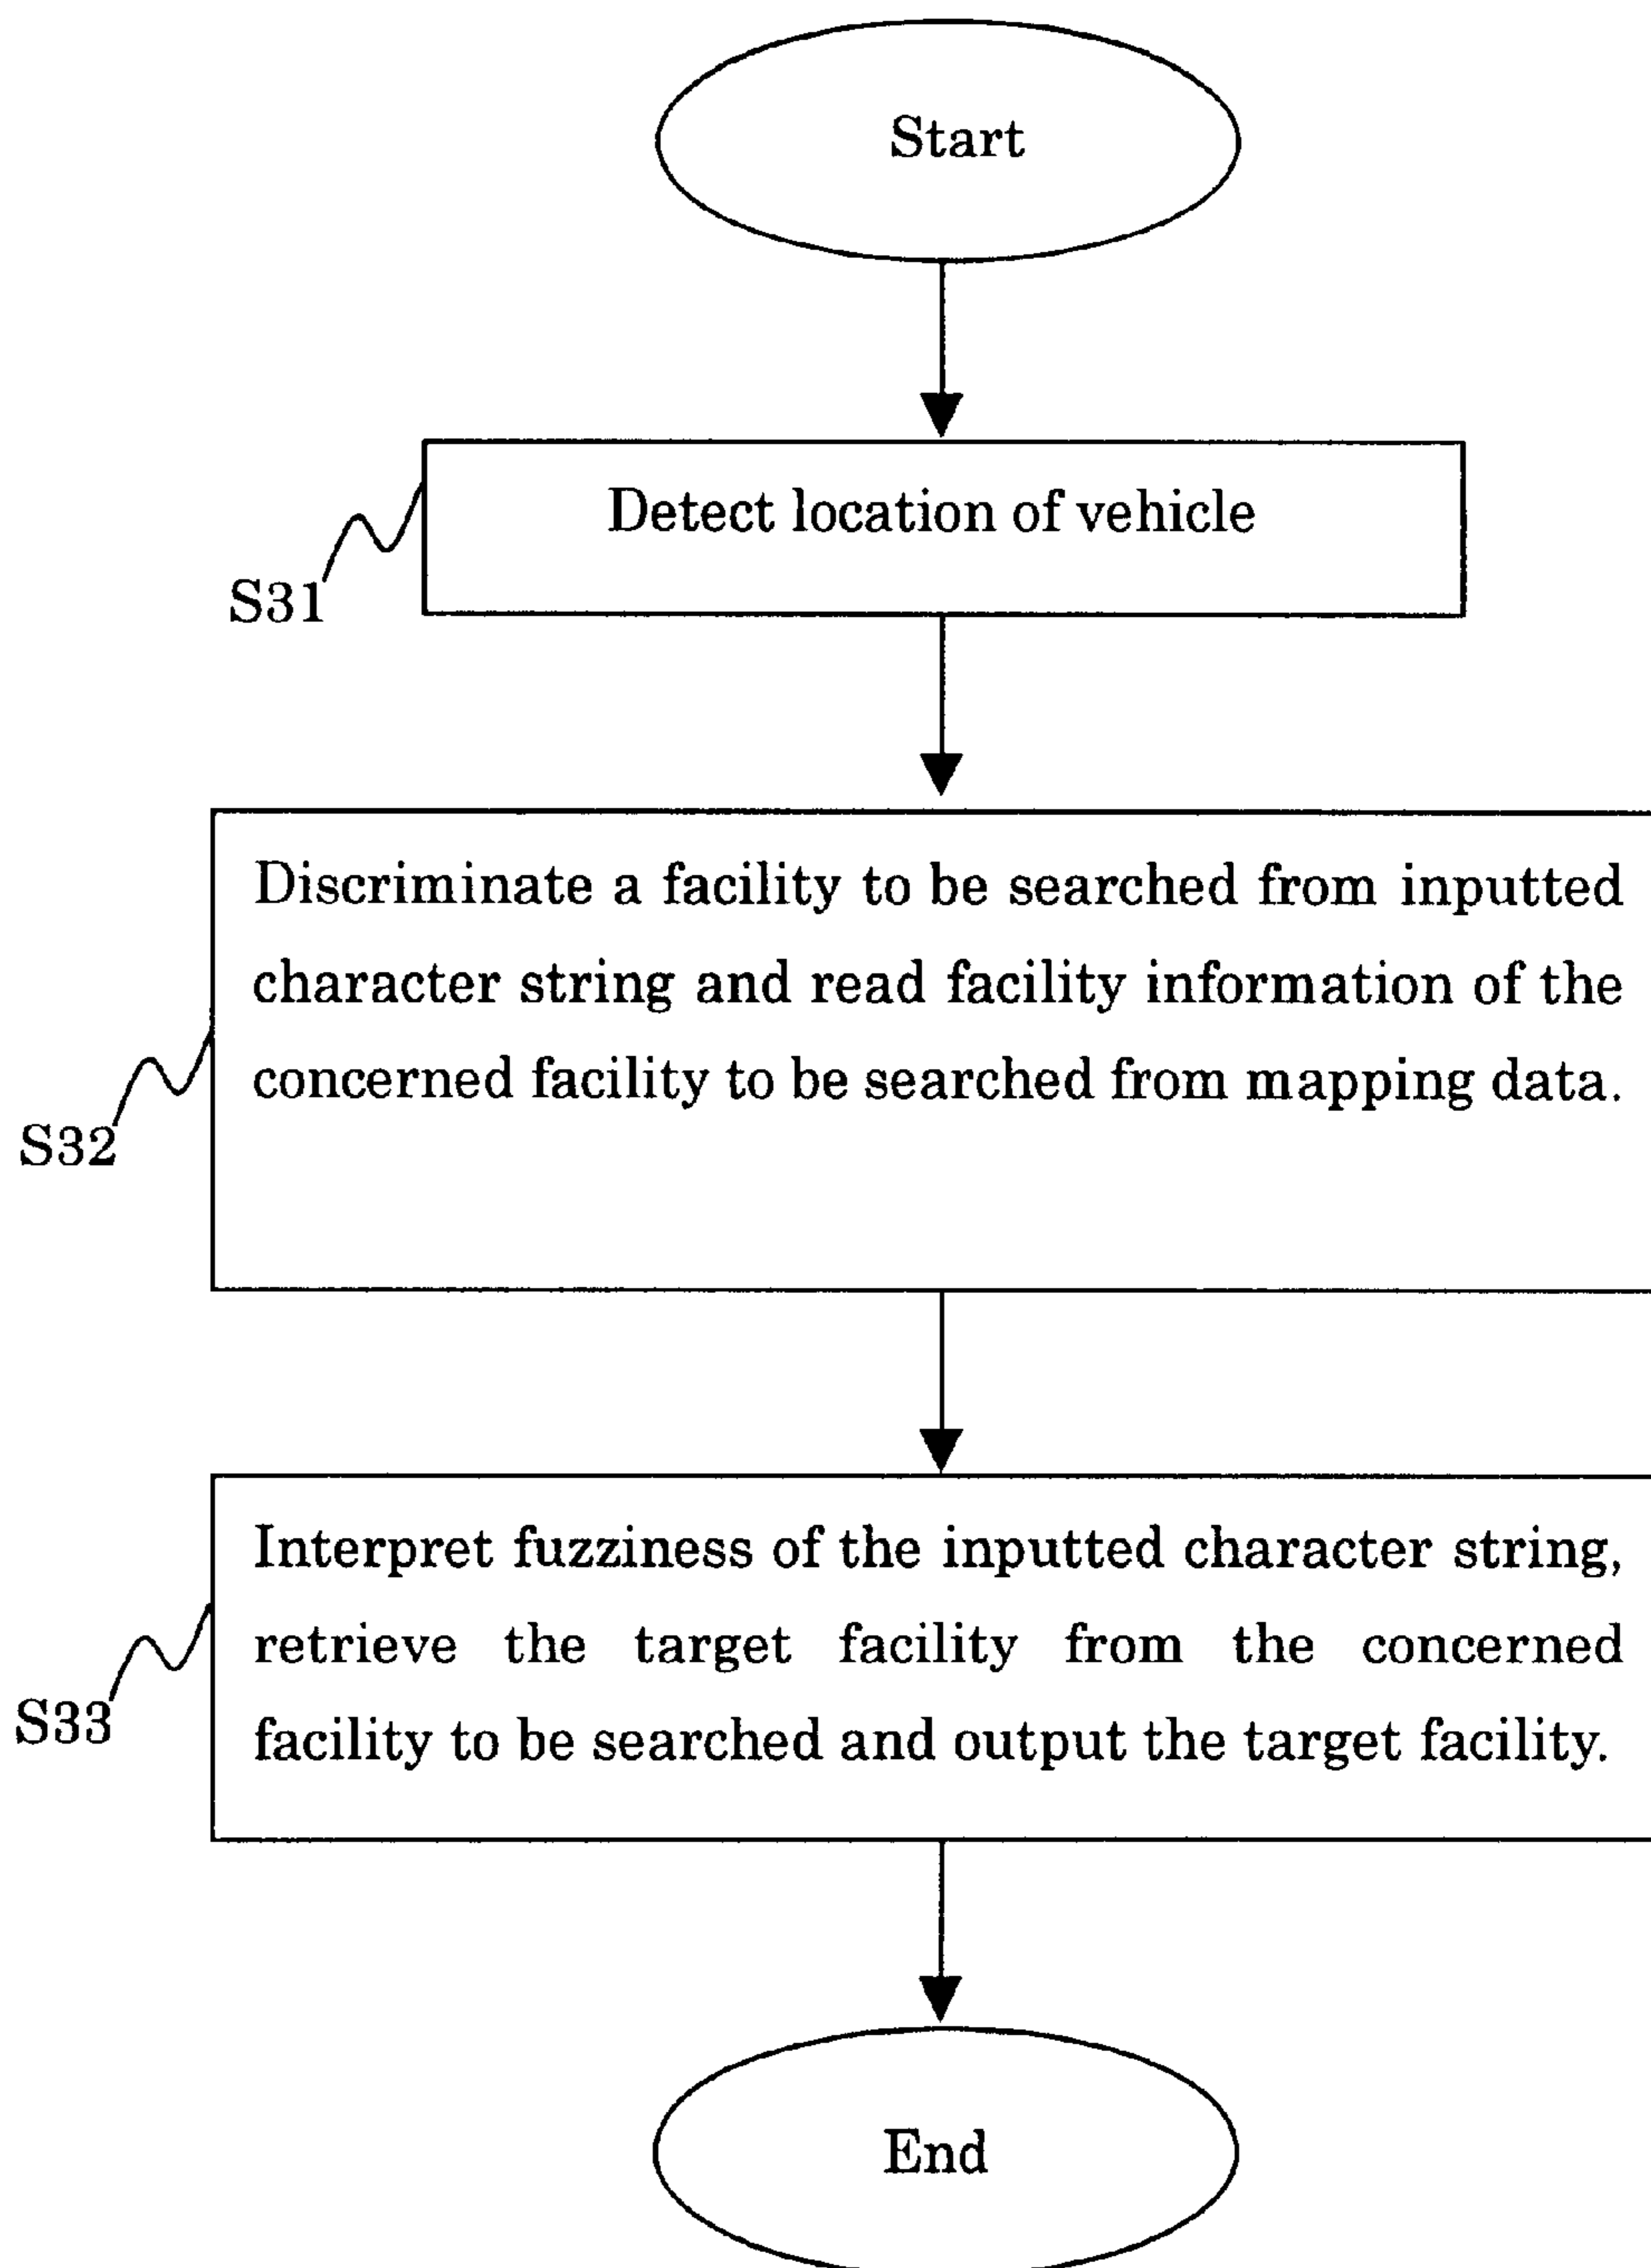 Start
Detect location of vehicle
S31
Discriminate a facility to be searched from inputted
character string and read facility information of the
concerned facility to be searched from mapping data.
S32
Interpret fuzziness of the inputted character string,
retrieve the target facility from the concerned
facility to be searched and output the target facility.
S33
End